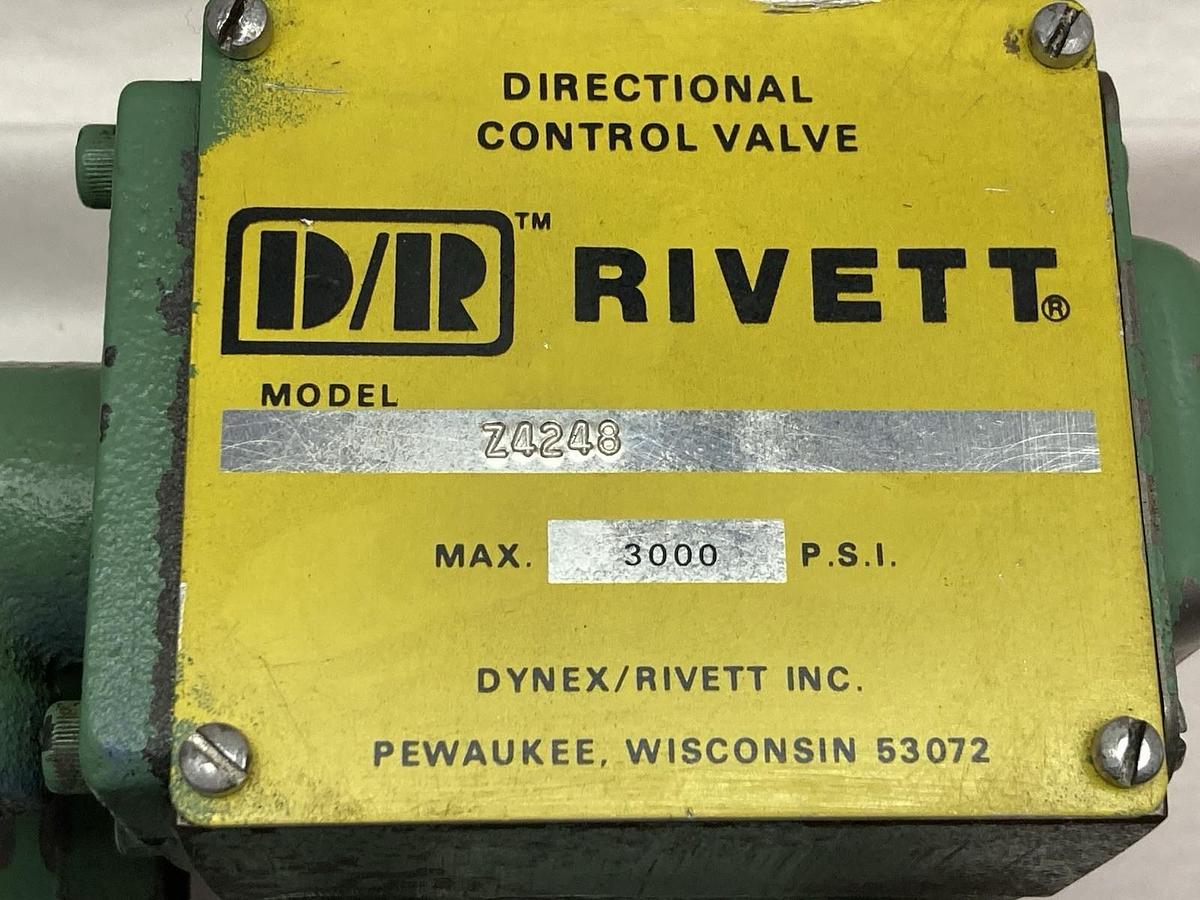 DIRECTIONAL
CONTROL VALVE
D/R™ RIVETT®
MODEL
Z4248
MAX. 3000 P.S.I.
DYNEX/RIVETT INC.
PEWAUKEE, WISCONSIN 53072